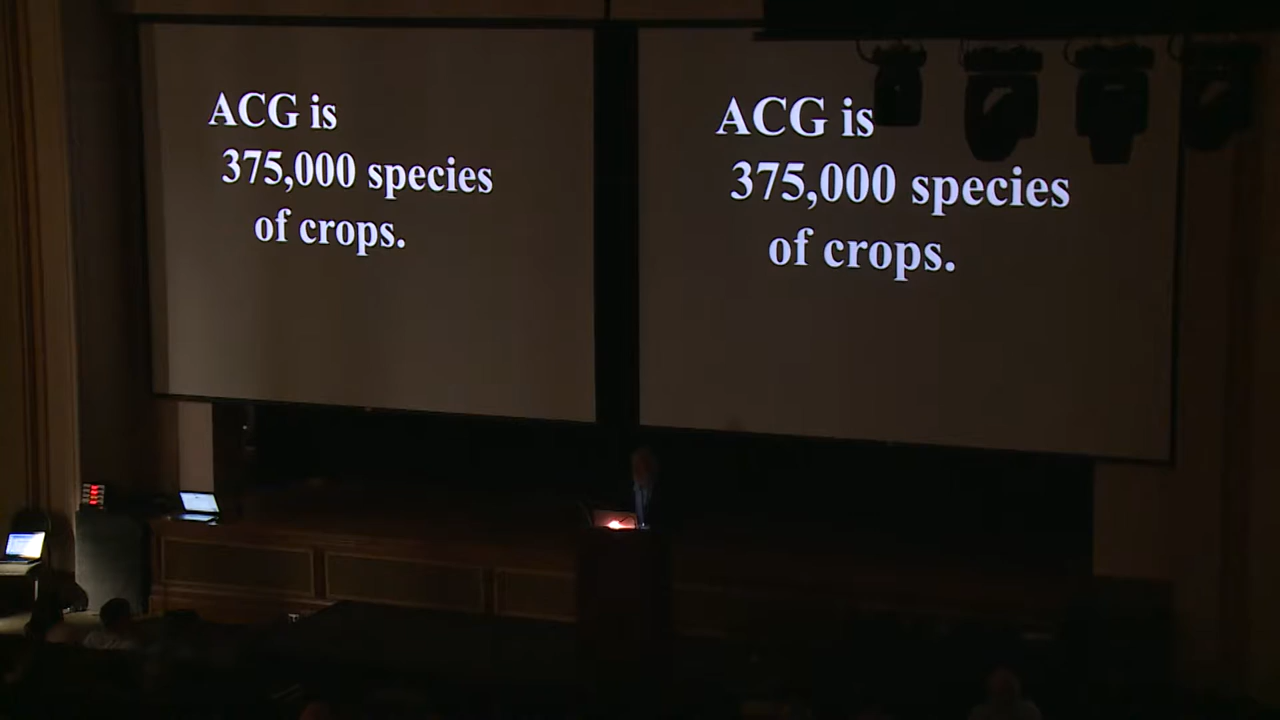 ACG is
375,000 species
of crops.
ACG is
375,000 species
of crops.